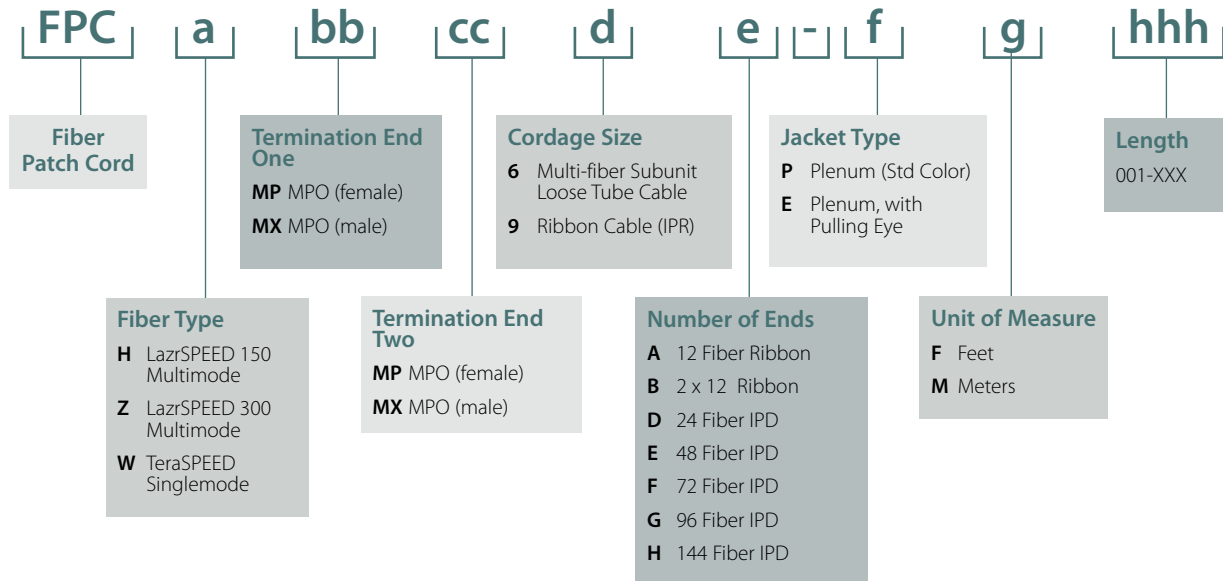 FPC a bb cc d e - f g hhh
Fiber
Patch Cord
Termination End
One
MP MPO (female)
MX MPO (male)
Cordage Size
6 Multi-fiber Subunit
Loose Tube Cable
9 Ribbon Cable (IPR)
Jacket Type
P Plenum (Std Color)
E Plenum, with
Pulling Eye
Length
001-XXX
Fiber Type
H LazrSPEED 150
Multimode
Z LazrSPEED 300
Multimode
W TeraSPEED
Singlemode
Termination End
Two
MP MPO (female)
MX MPO (male)
Number of Ends
A 12 Fiber Ribbon
B 2 x 12 Ribbon
D 24 Fiber IPD
E 48 Fiber IPD
F 72 Fiber IPD
G 96 Fiber IPD
H 144 Fiber IPD
Unit of Measure
F Feet
M Meters